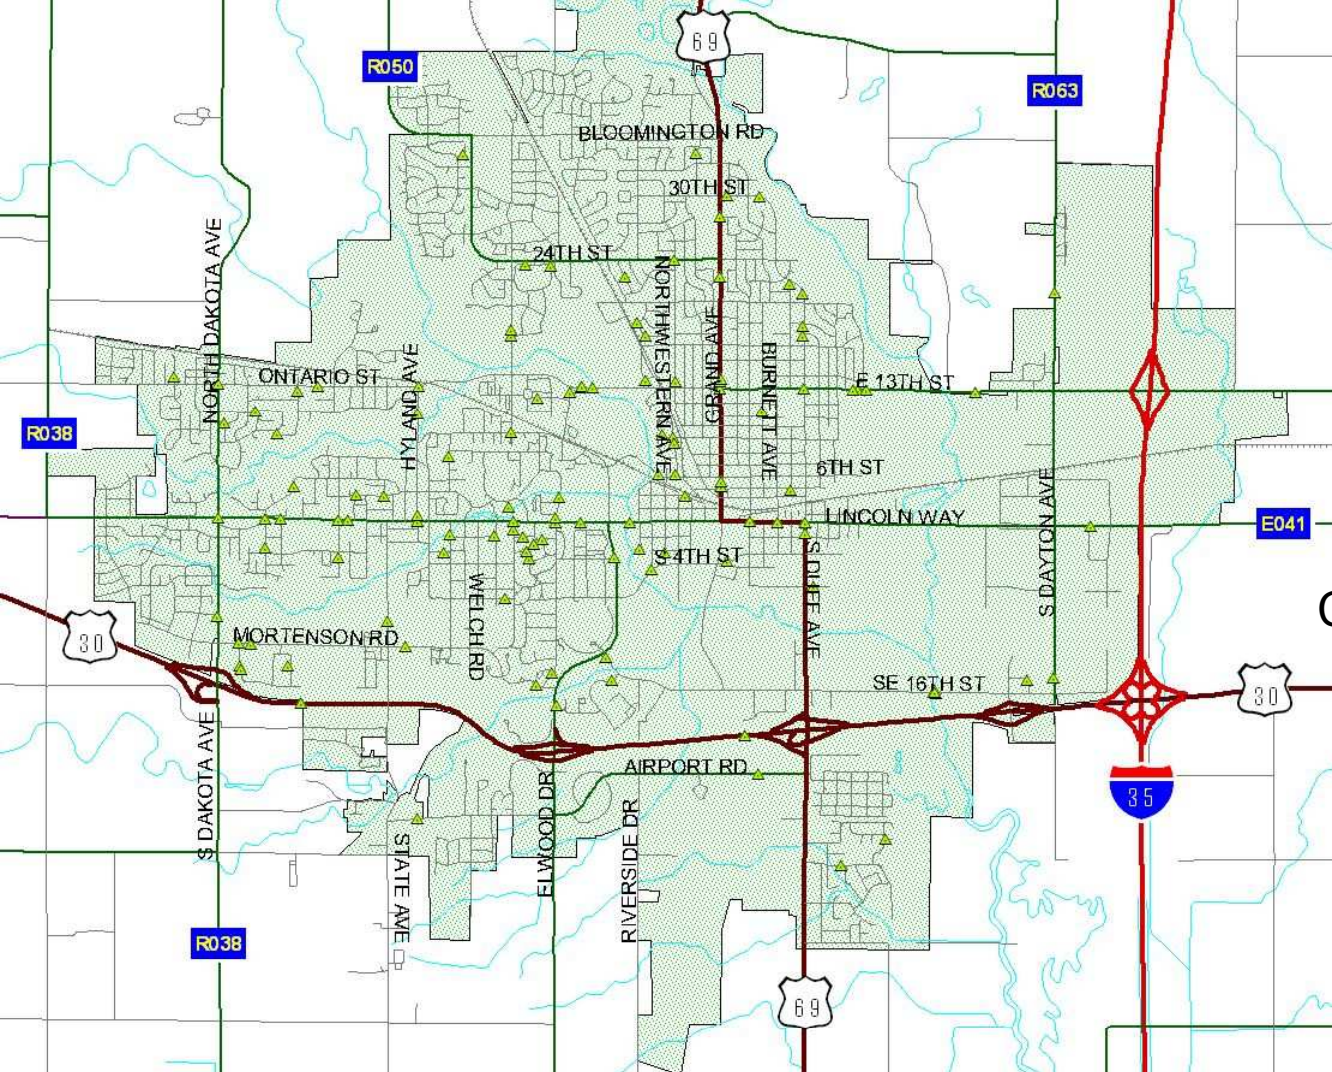 69
R050
R063
BLOOMINGTON RD
30TH ST
24TH ST
NORTH DAKOTA AVE
NORTHWESTERN AVE
GRAND AVE
BURNETT AVE
HYLAND AVE
ONTARIO ST
E 13TH ST
R038
6TH ST
LINCOLN WAY
E041
S DAYTON AVE
S 4TH ST
S DUFF AVE
WELCH RD
30
MORTENSON RD
SE 16TH ST
30
S DAKOTA AVE
AIRPORT RD
35
ELWOOD DR
RIVERSIDE DR
STATE AVE
R038
69